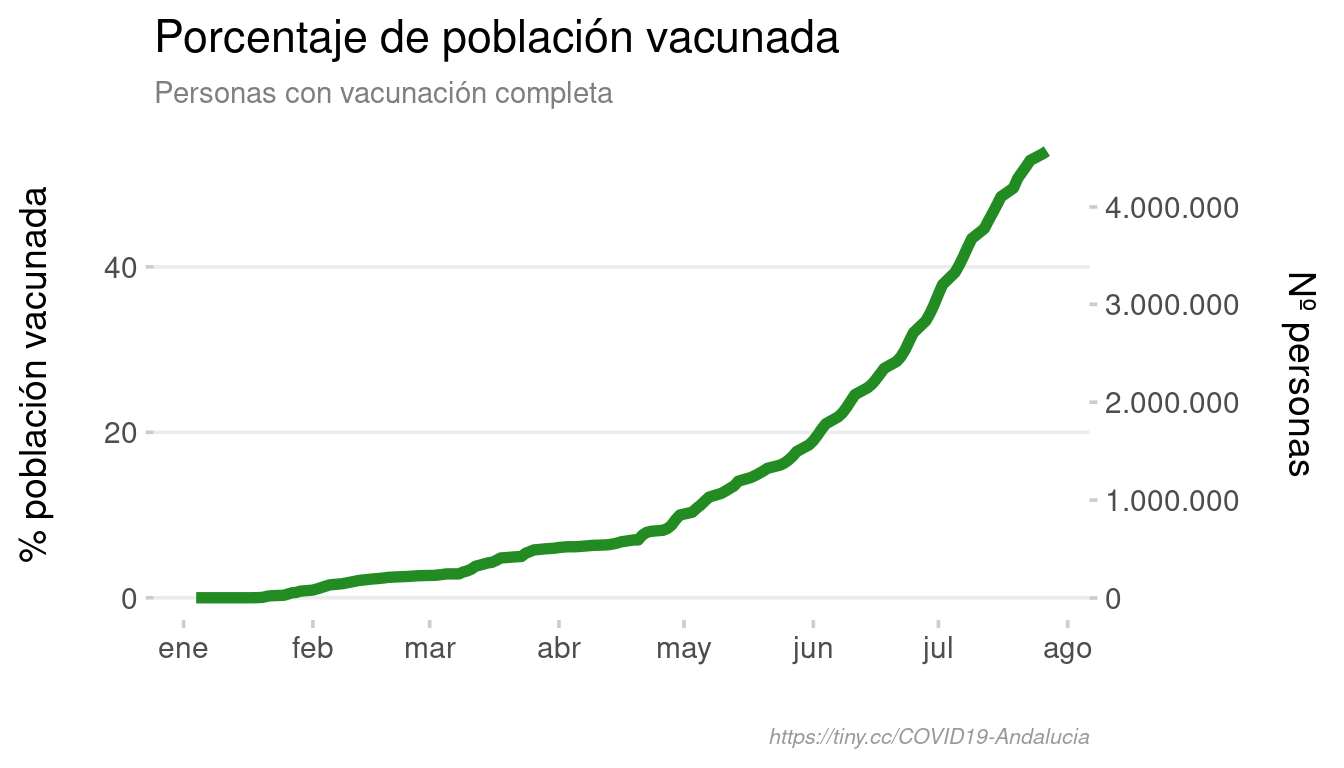 Porcentaje de población vacunada
Personas con vacunación completa
% población vacunada
40
20
0
4.000.000
3.000.000
2.000.000
1.000.000
0
Nº personas
ene feb mar abr may jun jul ago
https://tiny.cc/COVID19-Andalucia